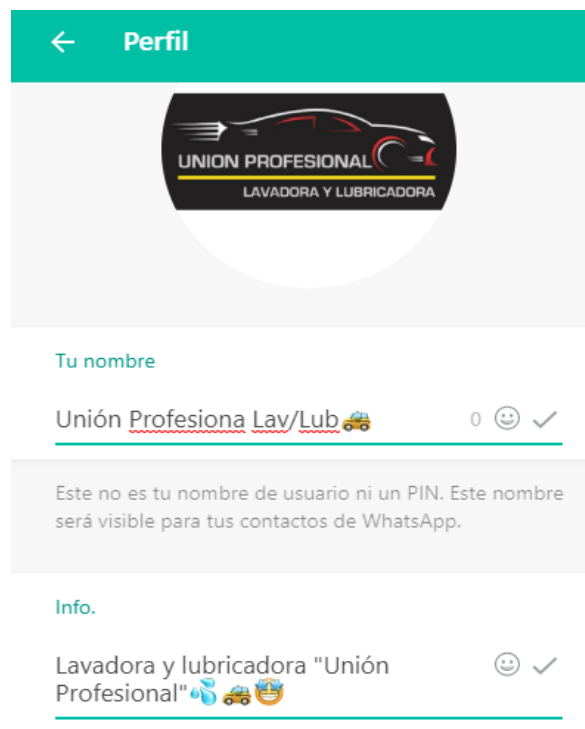 Perfil
UNION PROFESIONAL
LAVADORA Y LUBRICADORA
Tu nombre
Unión Profesiona Lav/Lub🚕 0
Este no es tu nombre de usuario ni un PIN. Este nombre
será visible para tus contactos de WhatsApp.
Info.
Lavadora y lubricadora "Unión
Profesional"💦🚕🤩